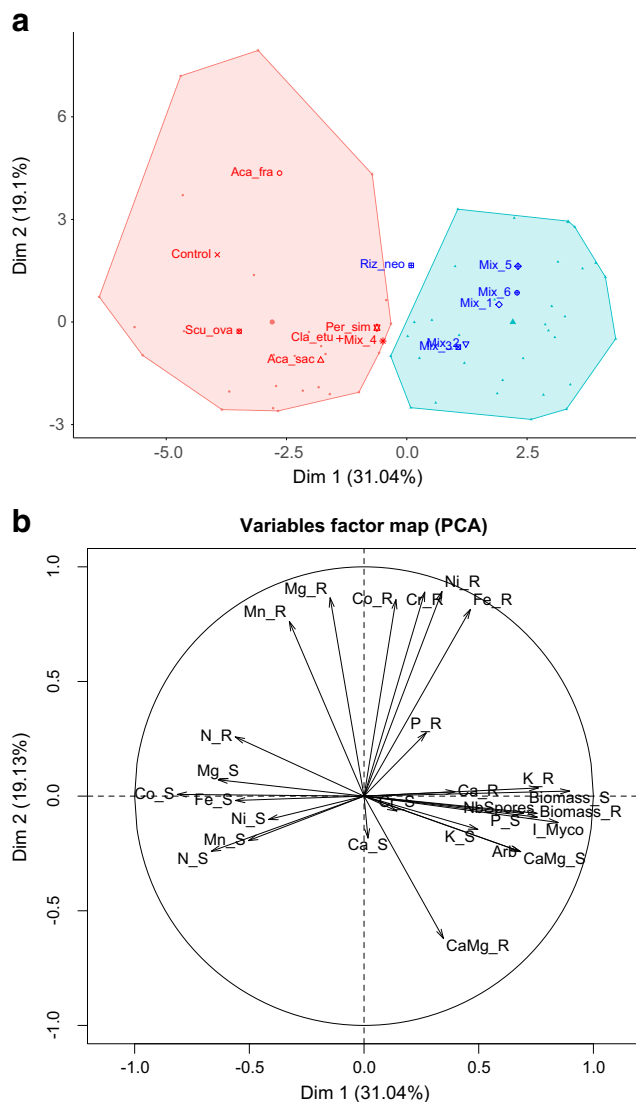 a
6
3
0
-3
Dim 2 (19.1%)
Aca_fra
Control
Riz_neo
Mix_5
Mix_6
Mix_1
Scu_ova
Per_sim
Cla_etu
Mix_4
Mix_2
Mix_3
Aca_sac
-5.0 -2.5 0.0 2.5
Dim 1 (31.04%)
b
Variables factor map (PCA)
Dim 2 (19.13%)
1.0
0.5
0.0
-0.5
-1.0
Ni_R
Mg_R
Co_R
Cr_R
Fe_R
Mn_R
P_R
N_R
Mg_S
K_R
Co_S
Fe_S
Ca_R
Biomass_S
Cr_S
NbSpores
Biomass_R
Ni_S
P_S
I_Myco
Mn_S
Ca_S
K_S
N_S
Arb
CaMg_S
CaMg_R
-1.0 -0.5 0.0 0.5 1.0
Dim 1 (31.04%)